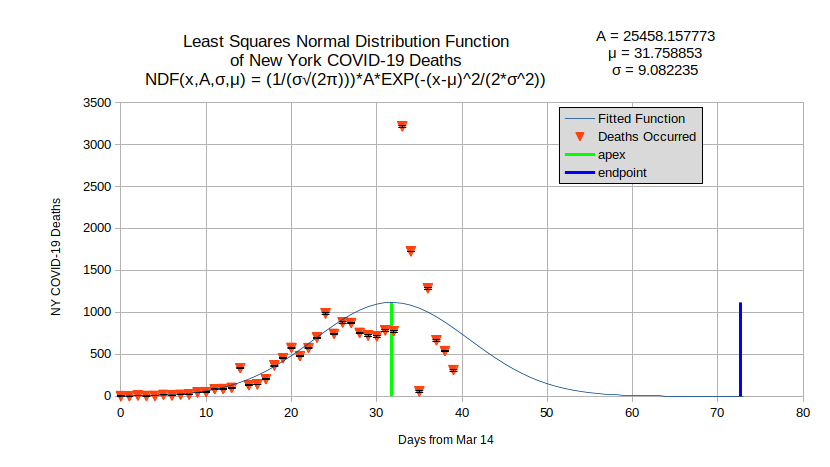 Least Squares Normal Distribution Function
of New York COVID-19 Deaths
NDF(x,A,σ,μ) = (1/(σ√(2π)))*A*EXP(-(x-μ)^2/(2*σ^2))
A = 25458.157773
μ = 31.758853
σ = 9.082235
Fitted Function
Deaths Occurred
apex
endpoint
NY COVID-19 Deaths
3500
3000
2500
2000
1500
1000
500
0
0 10 20 30 40 50 60 70 80
Days from Mar 14